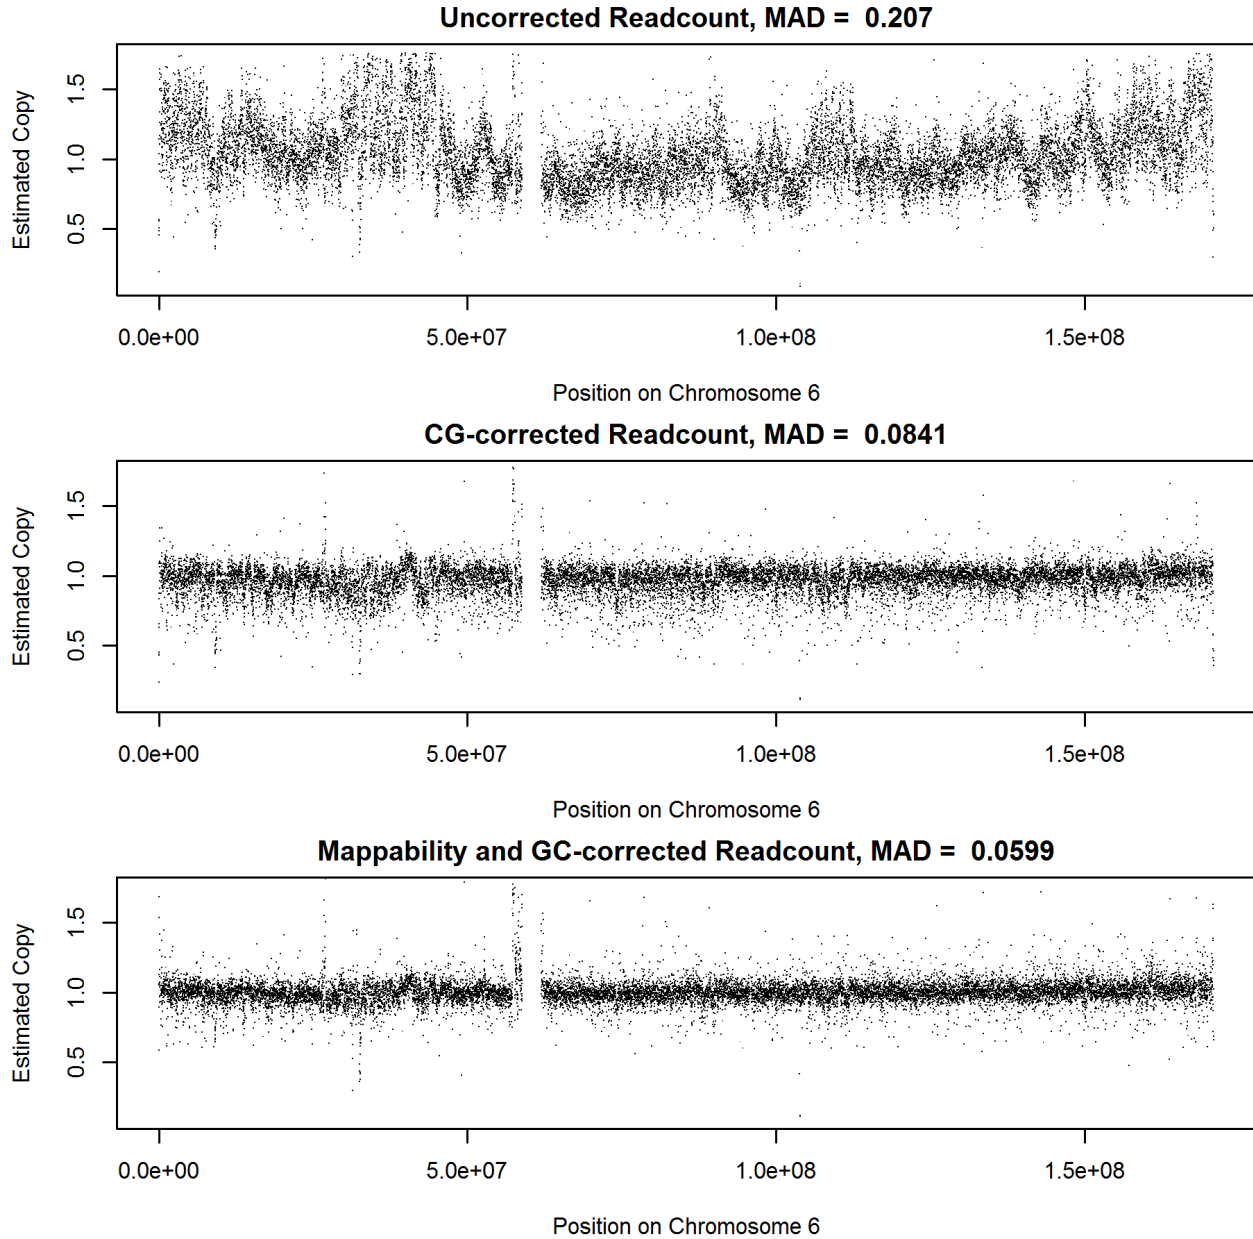 Uncorrected Readcount, MAD =  0.207
Estimated Copy
1.5
1.0
0.5
0.0e+00 5.0e+07 1.0e+08 1.5e+08
Position on Chromosome 6
CG-corrected Readcount, MAD =  0.0841
Estimated Copy
1.5
1.0
0.5
0.0e+00 5.0e+07 1.0e+08 1.5e+08
Position on Chromosome 6
Mappability and GC-corrected Readcount, MAD =  0.0599
Estimated Copy
1.5
1.0
0.5
0.0e+00 5.0e+07 1.0e+08 1.5e+08
Position on Chromosome 6